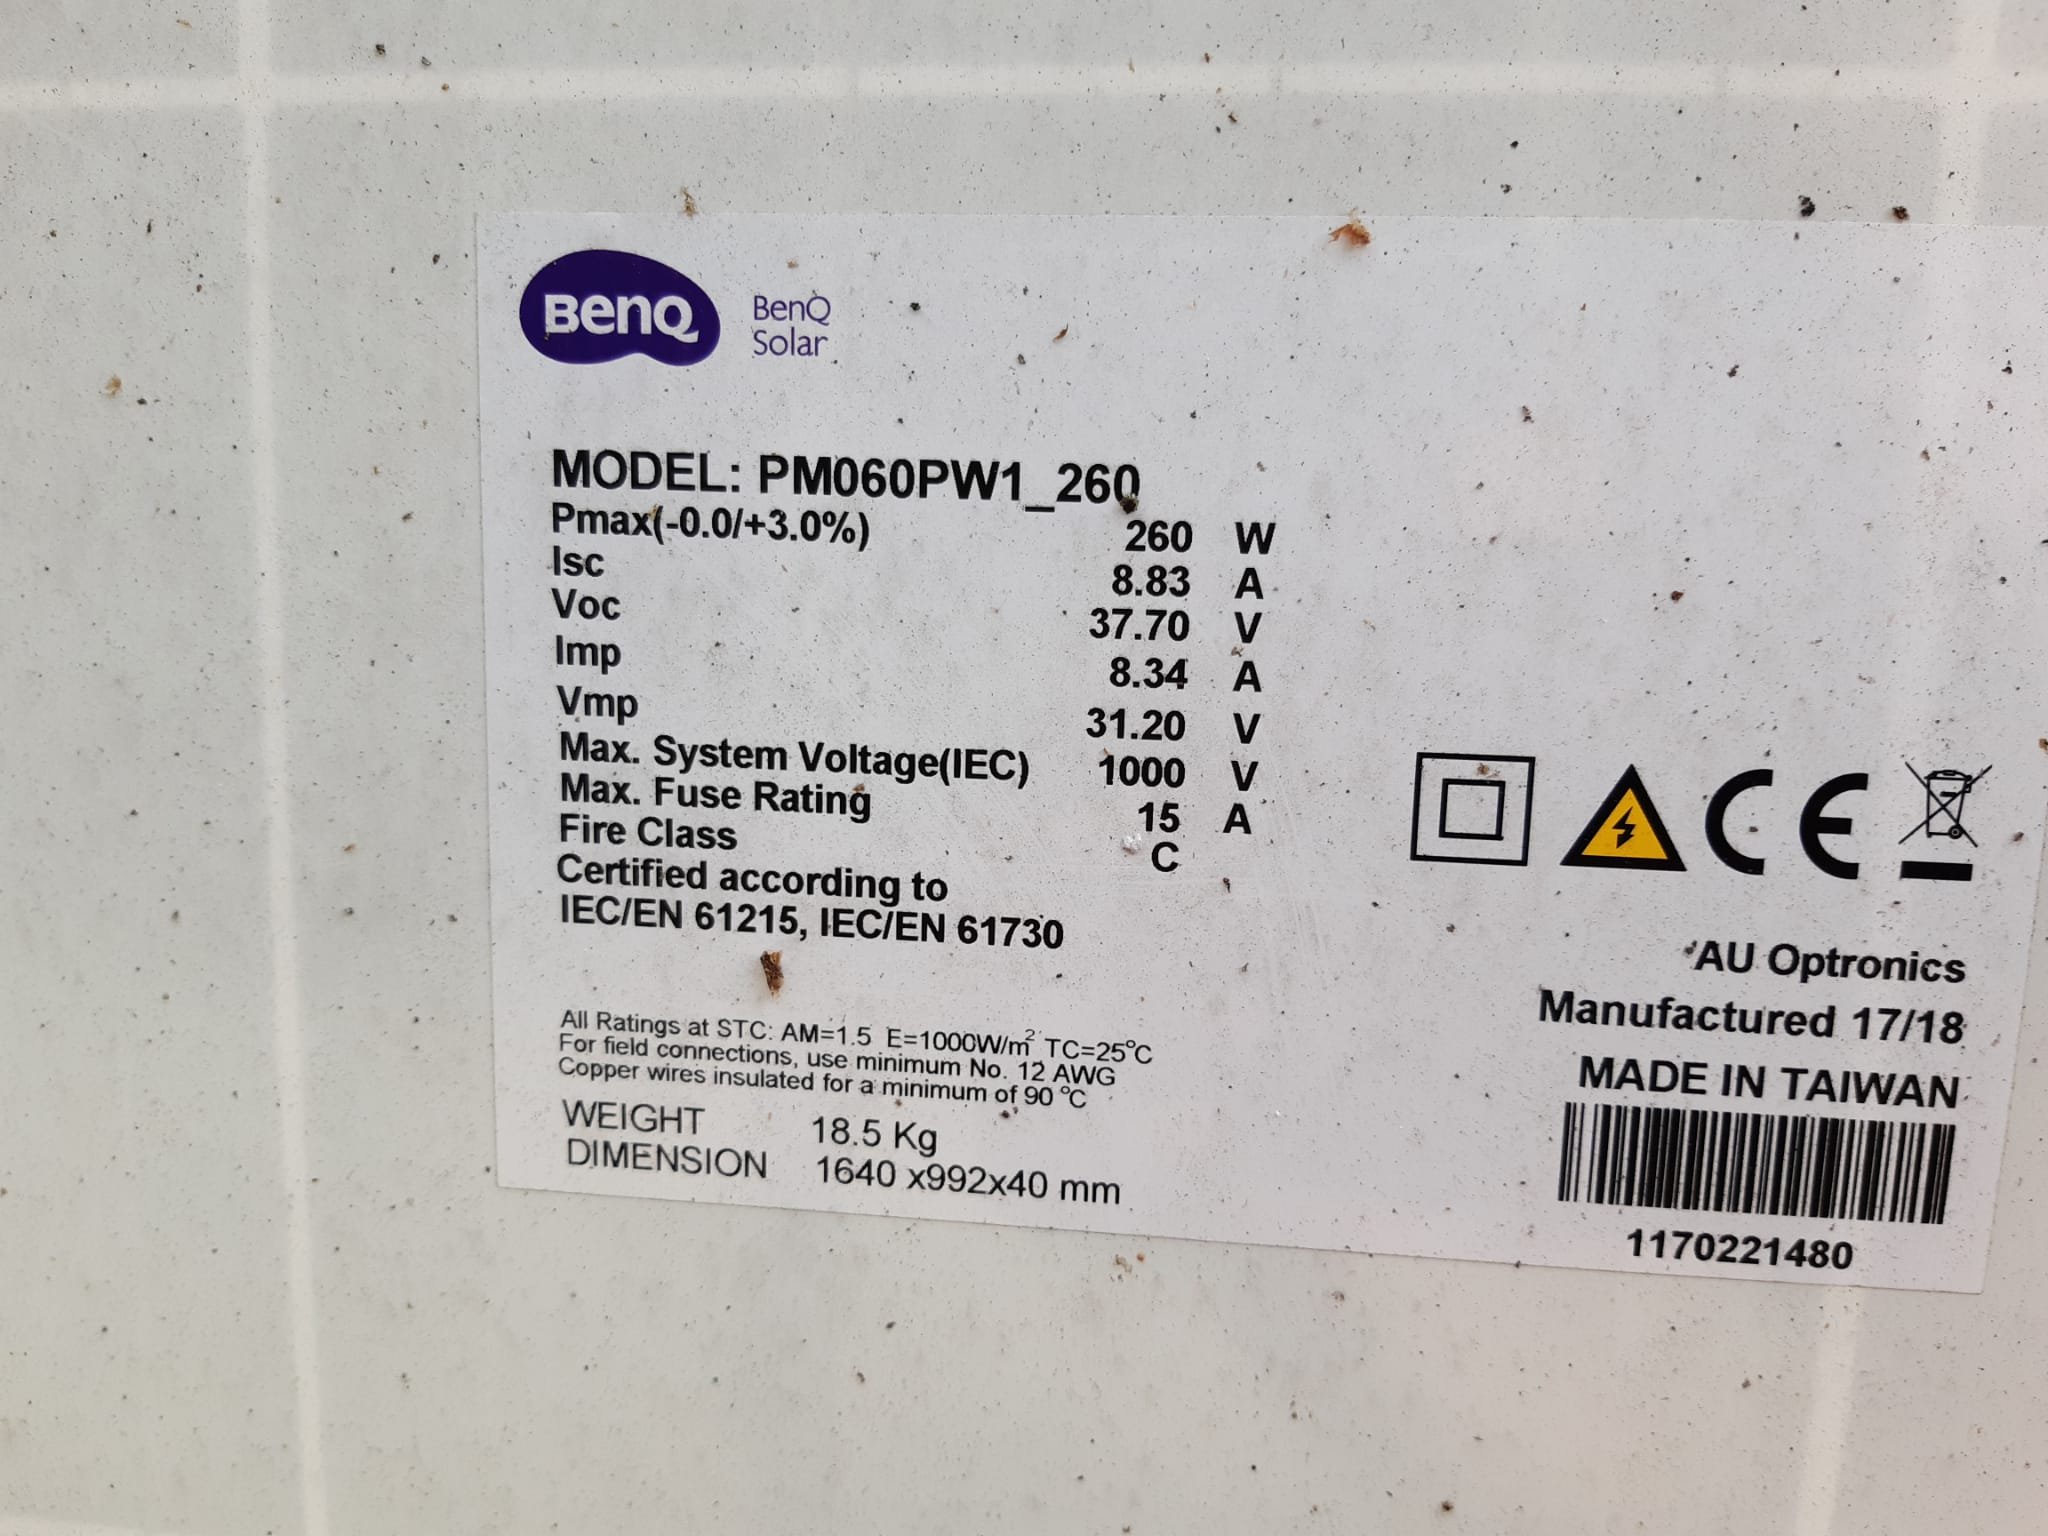 BenQ
BenQ
Solar
MODEL: PM060PW1_260
Pmax(-0.0/+3.0%) 260 W
Isc 8.83 A
Voc 37.70 V
Imp 8.34 A
Vmp 31.20 V
Max. System Voltage(IEC) 1000 V
Max. Fuse Rating 15 A
Fire Class C
Certified according to
IEC/EN 61215, IEC/EN 61730
All Ratings at STC: AM=1.5 E=1000W/m² TC=25°C
For field connections, use minimum No. 12 AWG
Copper wires insulated for a minimum of 90 °C
WEIGHT 18.5 Kg
DIMENSION 1640 x992x40 mm
CE
AU Optronics
Manufactured 17/18
MADE IN TAIWAN
1170221480